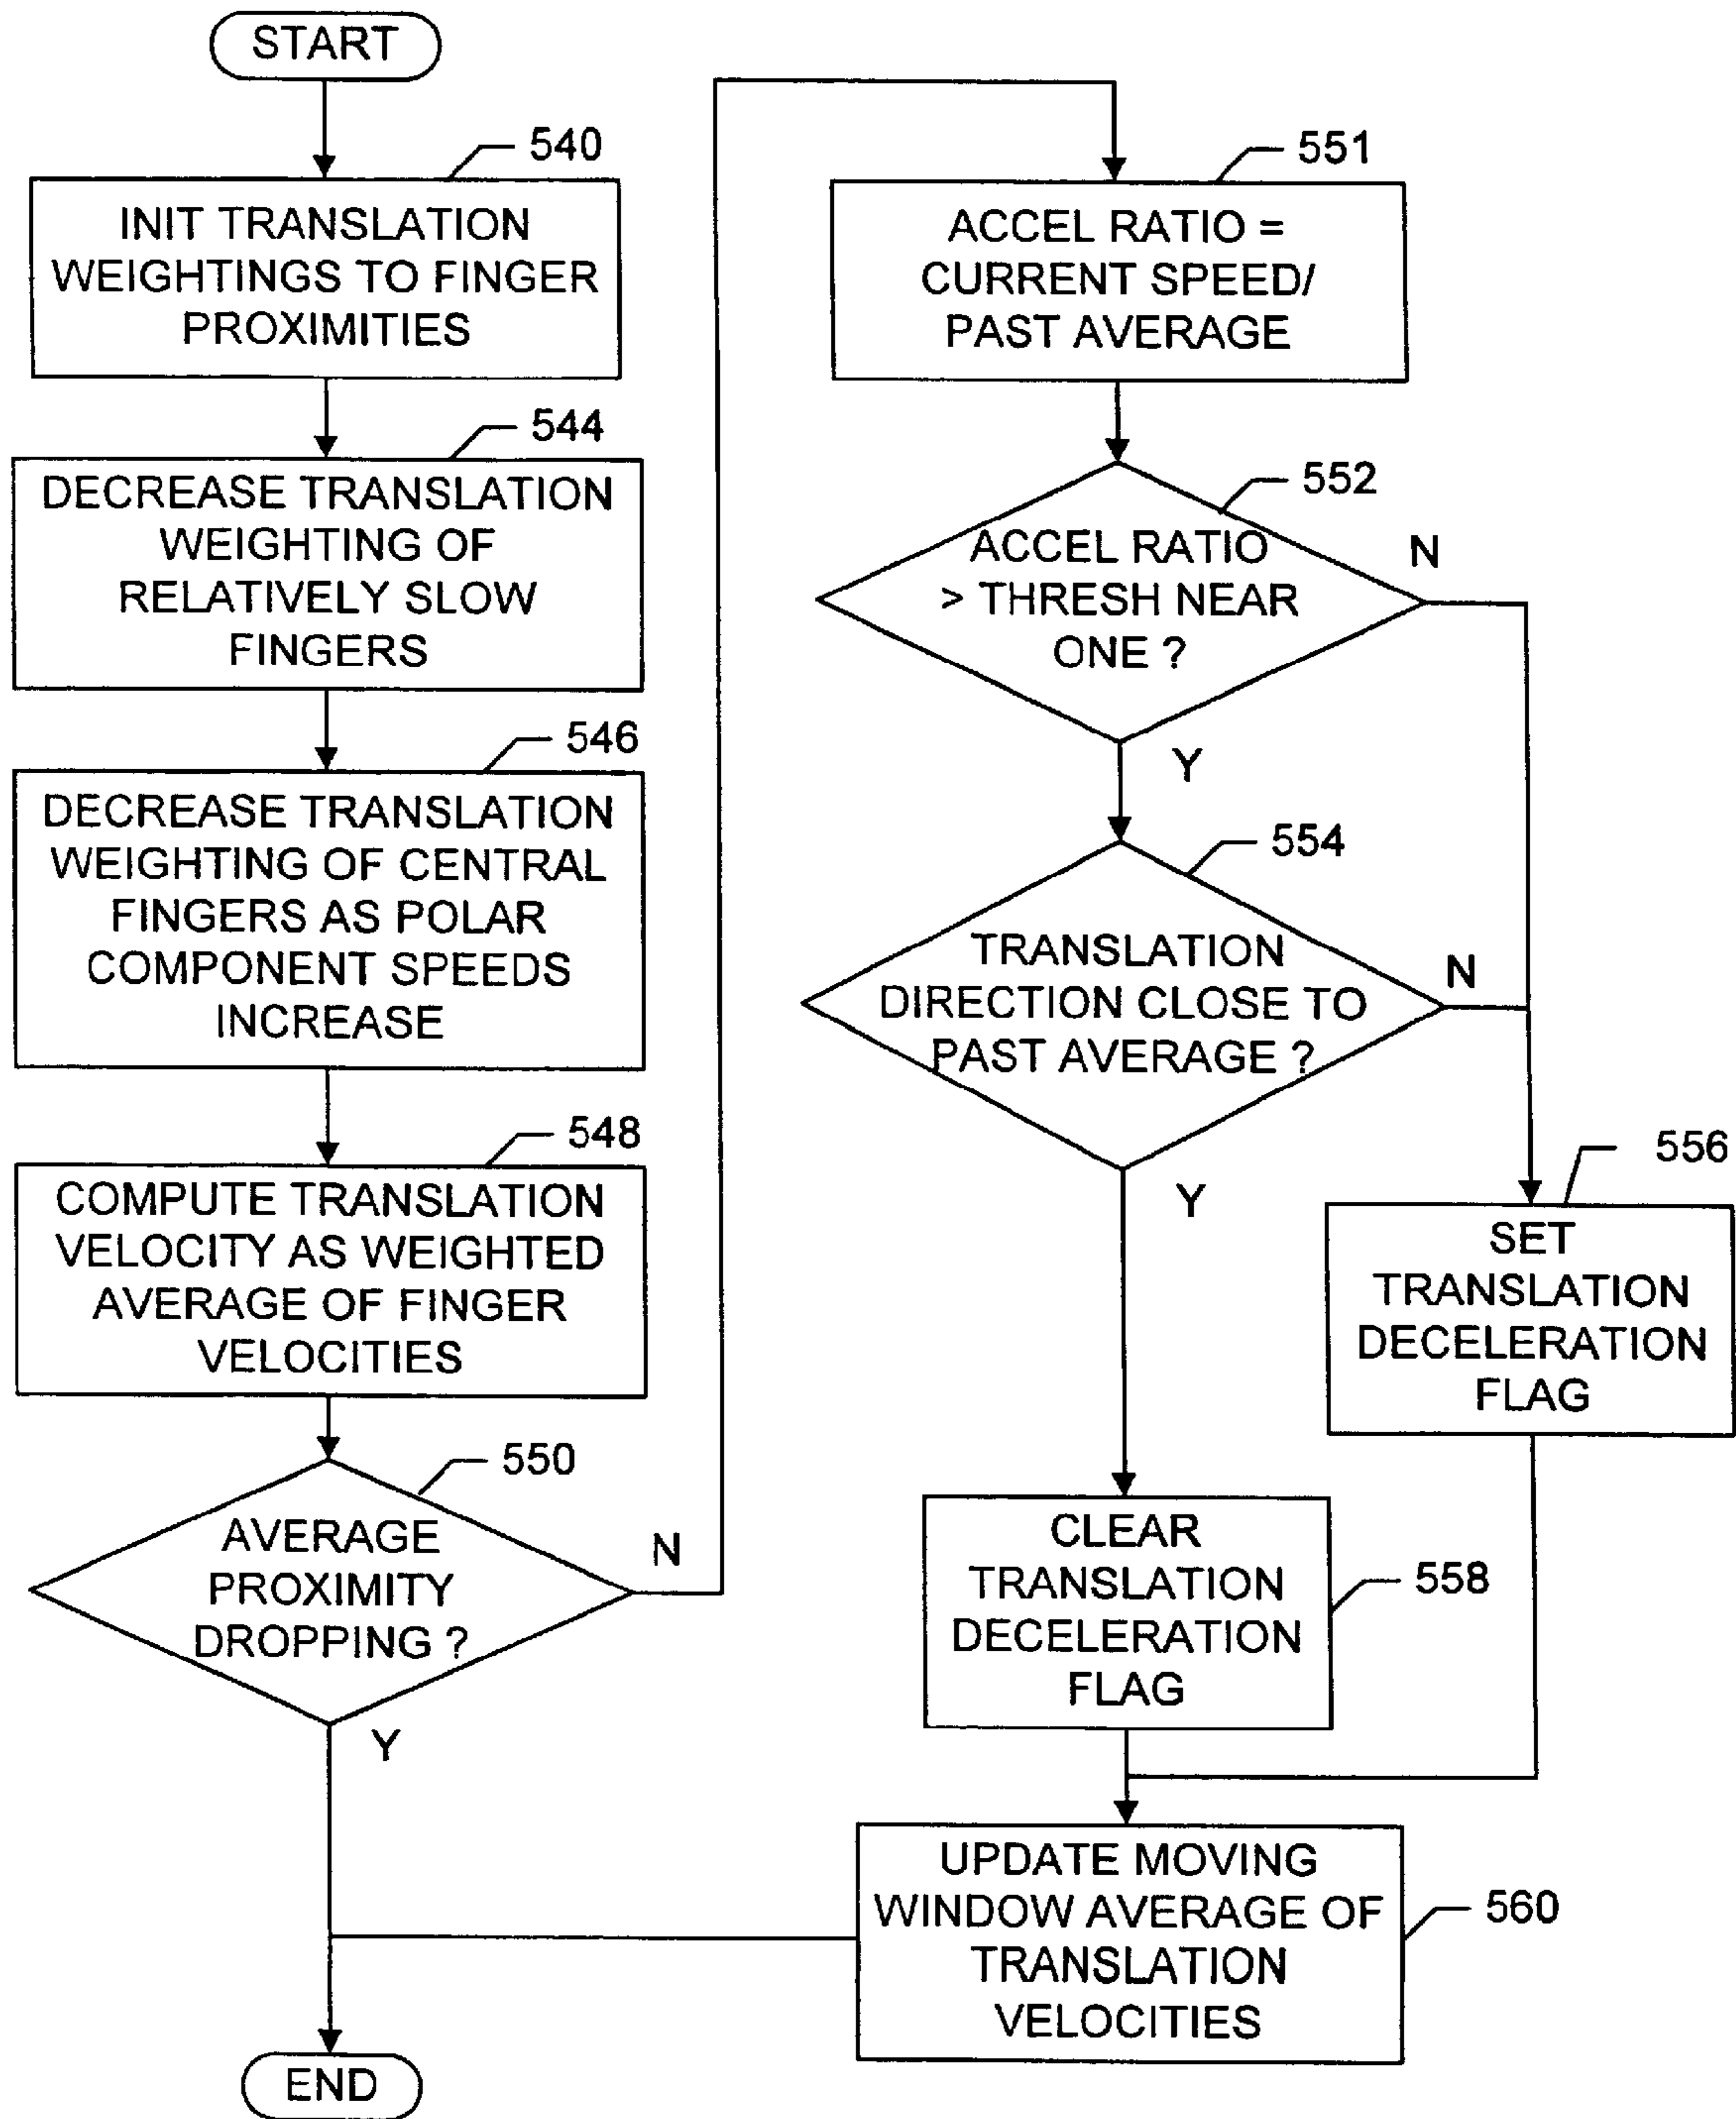 START
540
INIT TRANSLATION
WEIGHTINGS TO FINGER
PROXIMITIES
544
DECREASE TRANSLATION
WEIGHTING OF
RELATIVELY SLOW
FINGERS
546
DECREASE TRANSLATION
WEIGHTING OF CENTRAL
FINGERS AS POLAR
COMPONENT SPEEDS
INCREASE
548
COMPUTE TRANSLATION
VELOCITY AS WEIGHTED
AVERAGE OF FINGER
VELOCITIES
550
AVERAGE
PROXIMITY
DROPPING ?
N
Y
551
ACCEL RATIO =
CURRENT SPEED/
PAST AVERAGE
552
ACCEL RATIO
> THRESH NEAR
ONE ?
N
Y
554
TRANSLATION
DIRECTION CLOSE TO
PAST AVERAGE ?
N
Y
556
SET
TRANSLATION
DECELERATION
FLAG
558
CLEAR
TRANSLATION
DECELERATION
FLAG
560
UPDATE MOVING
WINDOW AVERAGE OF
TRANSLATION
VELOCITIES
END